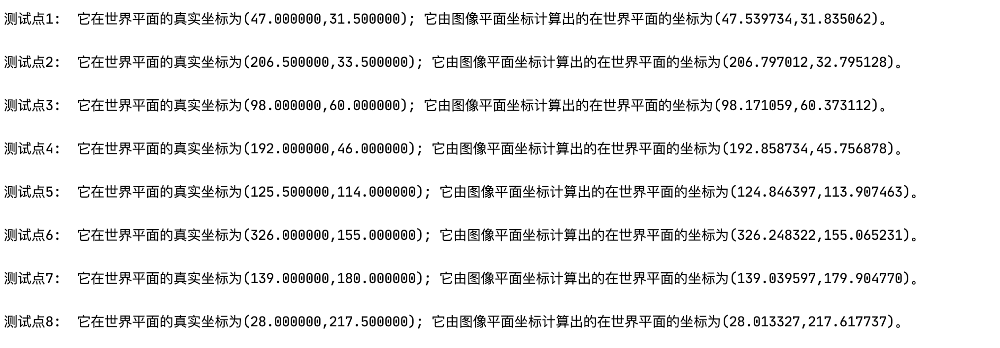 测试点1:  它在世界平面的真实坐标为(47.000000,31.500000); 它由图像平面坐标计算出的在世界平面的坐标为(47.539734,31.835062)。
测试点2:  它在世界平面的真实坐标为(206.500000,33.500000); 它由图像平面坐标计算出的在世界平面的坐标为(206.797012,32.795128)。
测试点3:  它在世界平面的真实坐标为(98.000000,60.000000); 它由图像平面坐标计算出的在世界平面的坐标为(98.171059,60.373112)。
测试点4:  它在世界平面的真实坐标为(192.000000,46.000000); 它由图像平面坐标计算出的在世界平面的坐标为(192.858734,45.756878)。
测试点5:  它在世界平面的真实坐标为(125.500000,114.000000); 它由图像平面坐标计算出的在世界平面的坐标为(124.846397,113.907463)。
测试点6:  它在世界平面的真实坐标为(326.000000,155.000000); 它由图像平面坐标计算出的在世界平面的坐标为(326.248322,155.065231)。
测试点7:  它在世界平面的真实坐标为(139.000000,180.000000); 它由图像平面坐标计算出的在世界平面的坐标为(139.039597,179.904770)。
测试点8:  它在世界平面的真实坐标为(28.000000,217.500000); 它由图像平面坐标计算出的在世界平面的坐标为(28.013327,217.617737)。